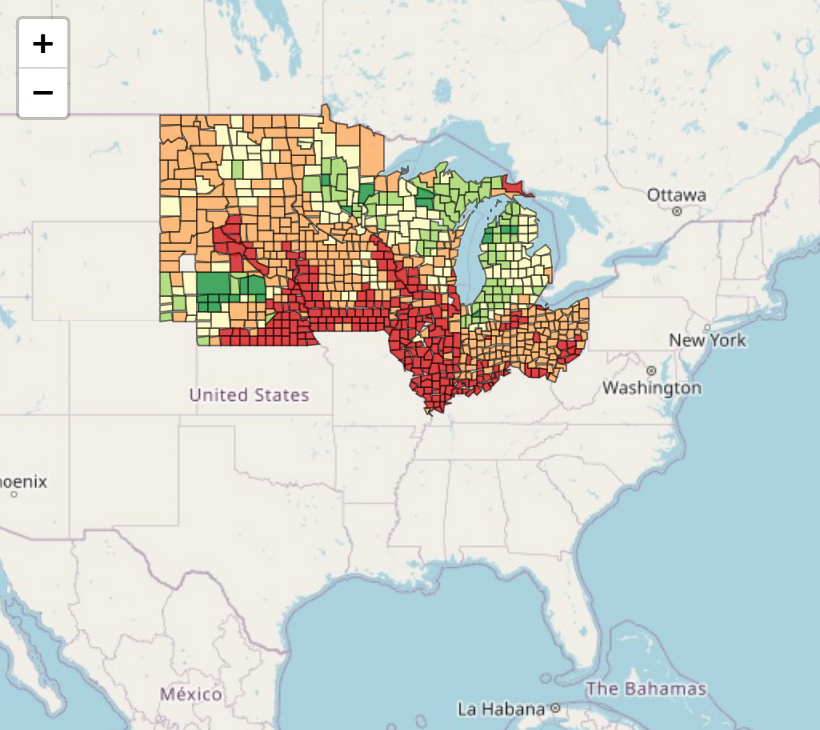 +
−
Ottawa
New York
Washington
United States
hoenix
México
The Bahamas
La Habana